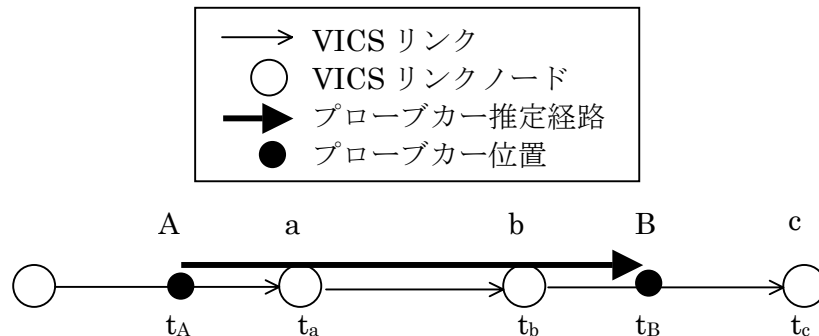 VICS リンク
VICS リンクノード
プローブカー推定経路
プローブカー位置
A a b B c
tA ta tb tB tc